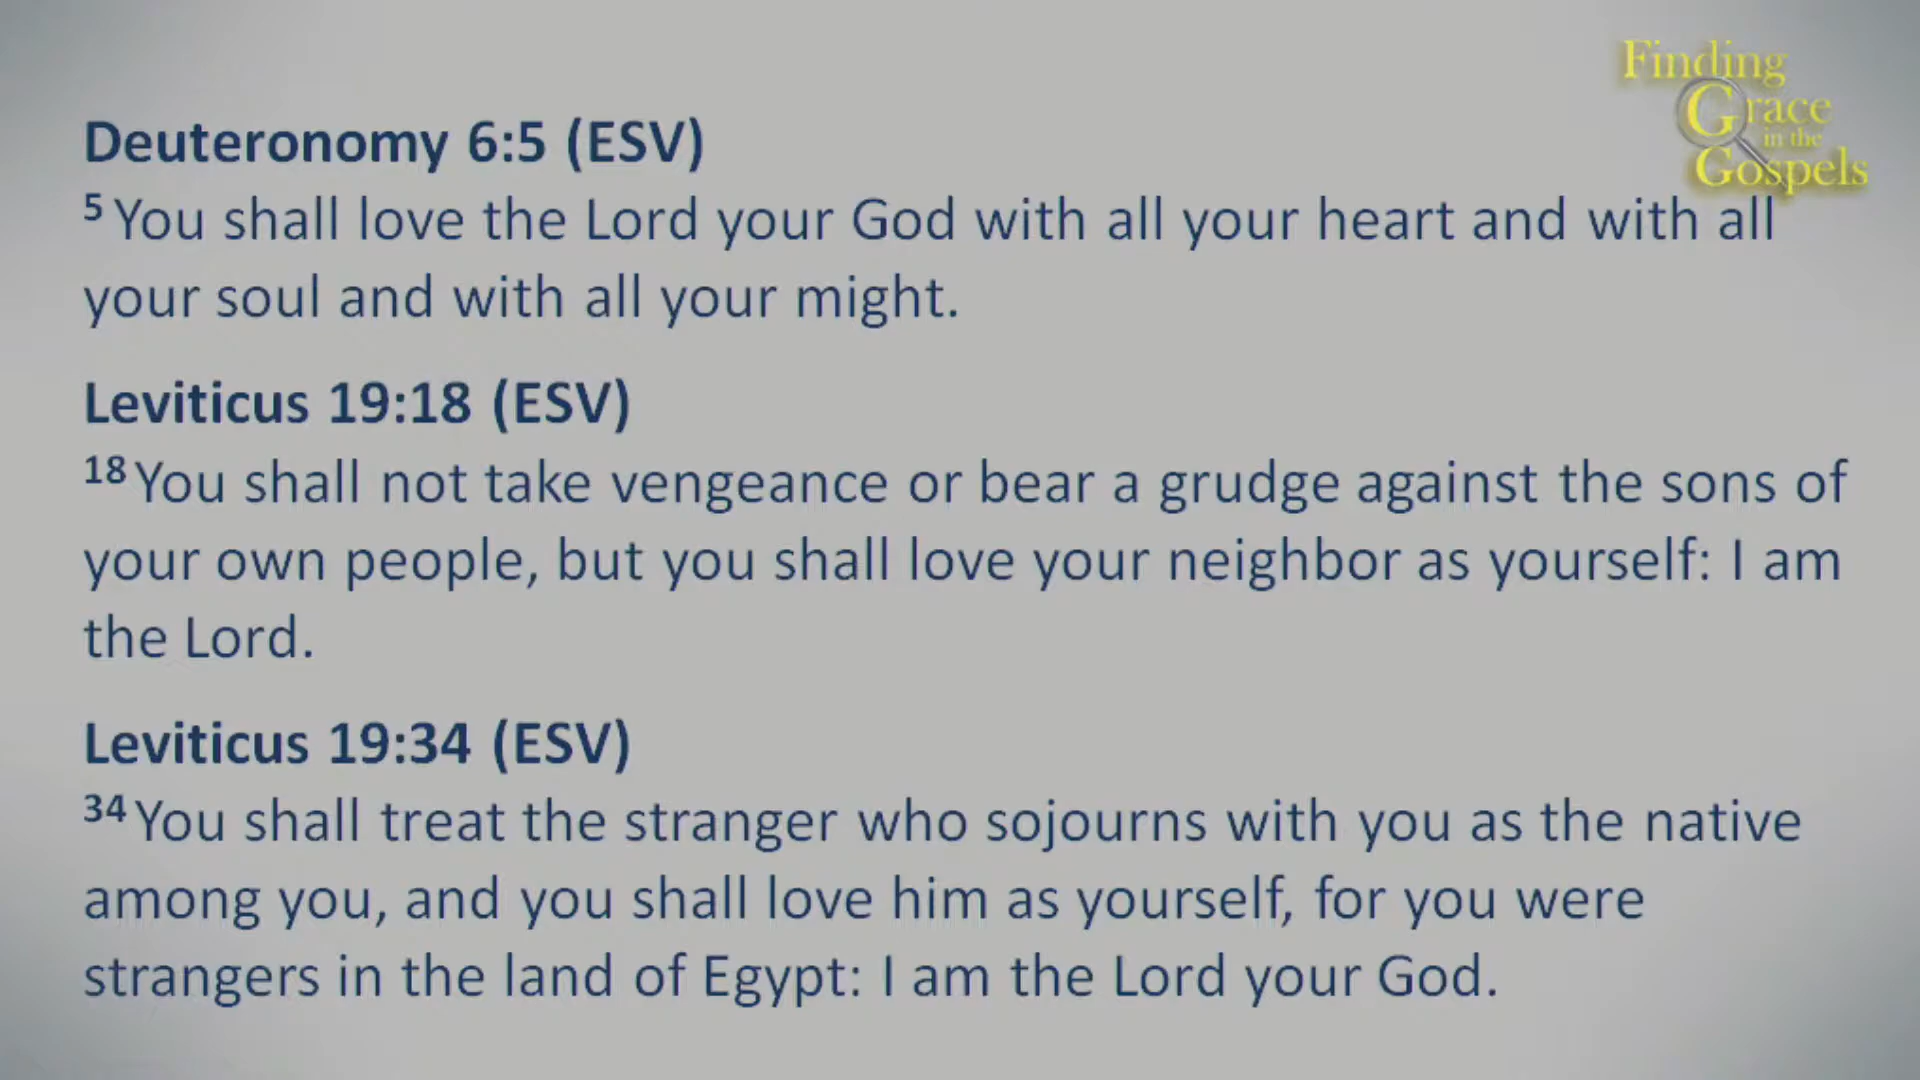 Finding
Grace
in the
Gospels
Deuteronomy 6:5 (ESV)
5 You shall love the Lord your God with all your heart and with all
your soul and with all your might.
Leviticus 19:18 (ESV)
18 You shall not take vengeance or bear a grudge against the sons of
your own people, but you shall love your neighbor as yourself: I am
the Lord.
Leviticus 19:34 (ESV)
34 You shall treat the stranger who sojourns with you as the native
among you, and you shall love him as yourself, for you were
strangers in the land of Egypt: I am the Lord your God.